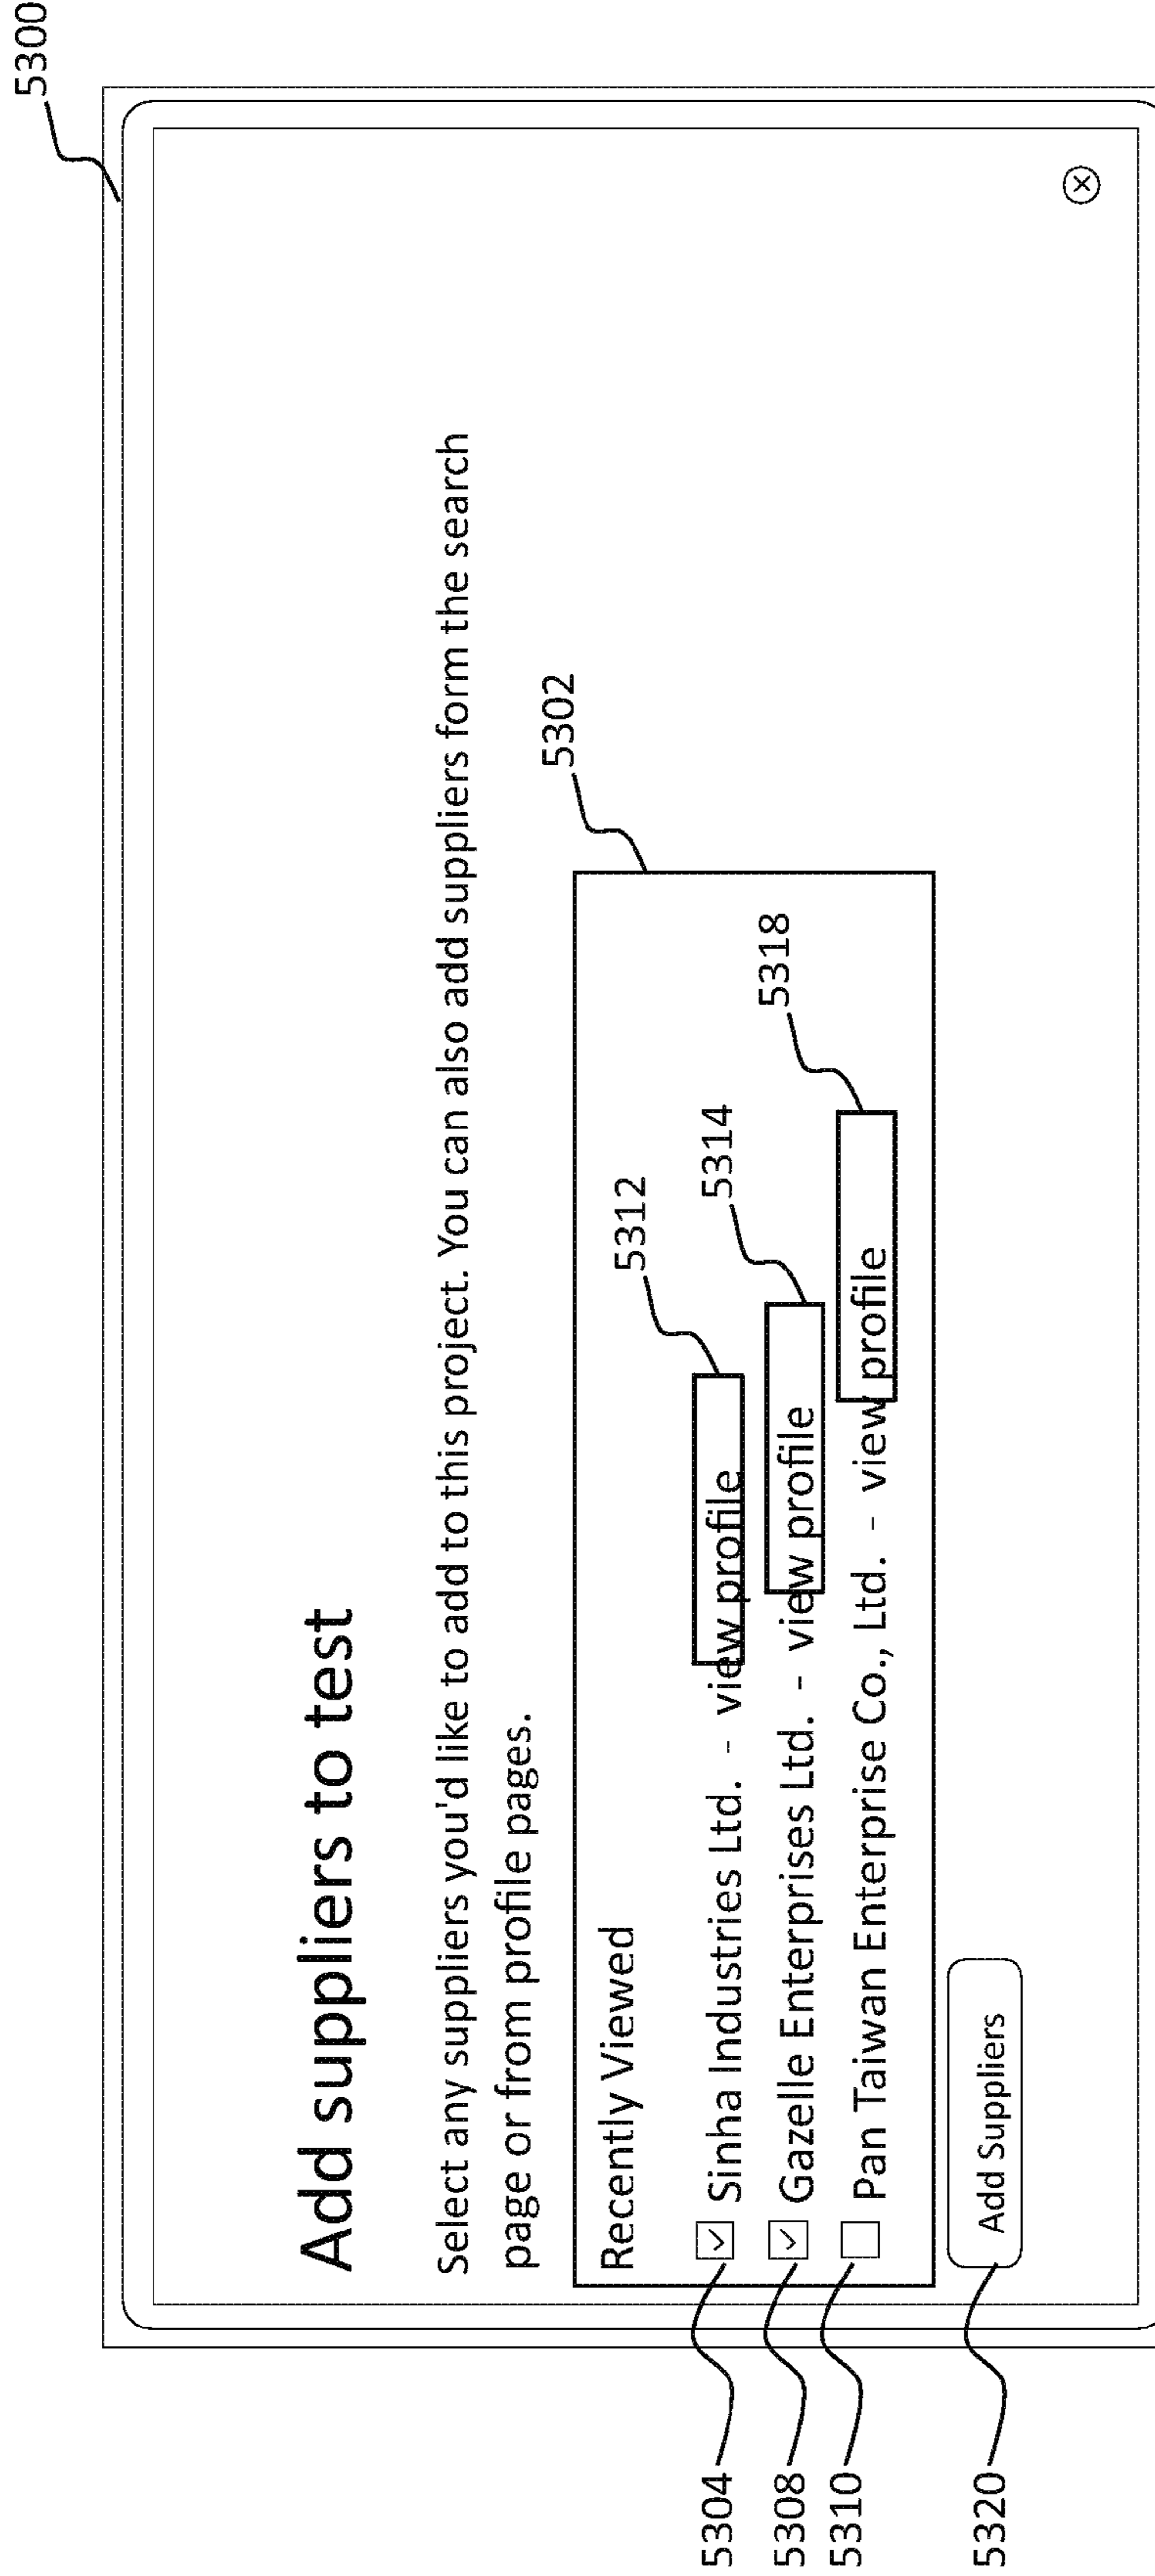 5300
Add suppliers to test
Select any suppliers you'd like to add to this project. You can also add suppliers form the search
page or from profile pages.
5302
Recently Viewed
5312
5304
Sinha Industries Ltd. - view profile
5314
5308
Gazelle Enterprises Ltd. - view profile
5318
5310
Pan Taiwan Enterprise Co., Ltd. - view profile
5320
Add Suppliers